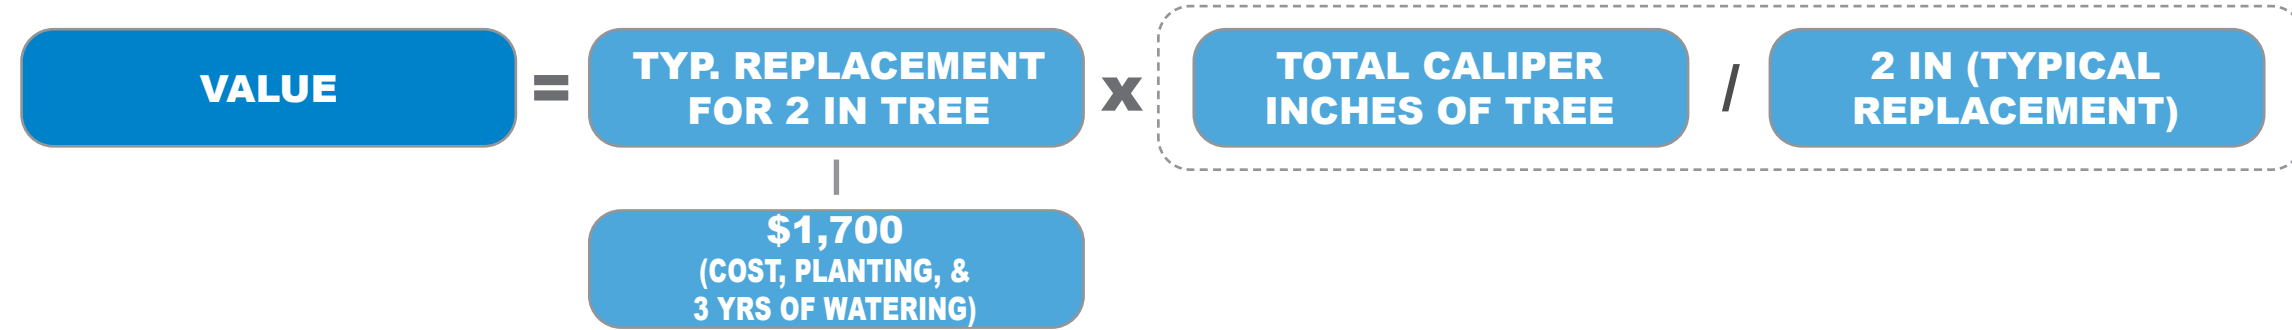 VALUE
=
TYP. REPLACEMENT
FOR 2 IN TREE
x
TOTAL CALIPER
INCHES OF TREE
/
2 IN (TYPICAL
REPLACEMENT)
$1,700
(COST, PLANTING, &
3 YRS OF WATERING)